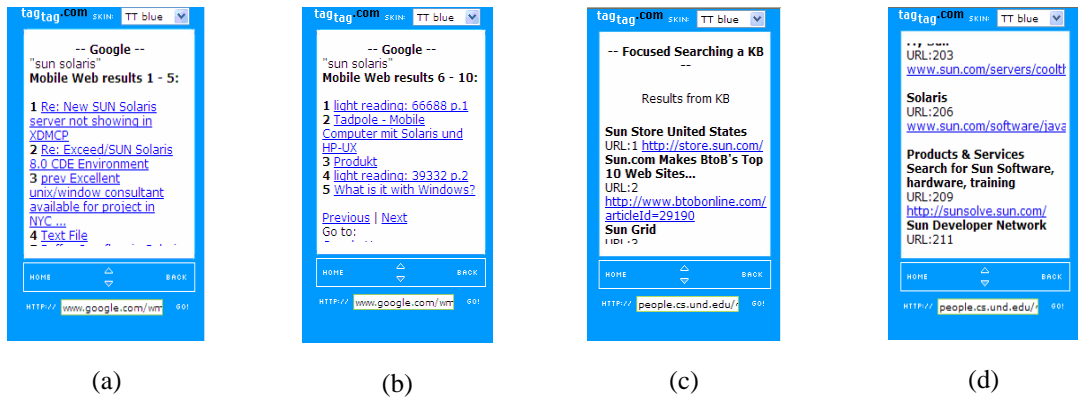 tagtag.com SKIN: TT blue
-- Google --
"sun solaris"
Mobile Web results 1 - 5:
1 Re: New SUN Solaris
server not showing in
XDMCP
2 Re: Exceed/SUN Solaris
8.0 CDE Environment
3 prev Excellent
unix/window consultant
available for project in
NYC ...
4 Text File
HOME BACK
HTTP:// www.google.com/wm GO!
(a)
tagtag.com SKIN: TT blue
-- Google --
"sun solaris"
Mobile Web results 6 - 10:
1 light reading: 66688 p.1
2 Tadpole - Mobile
Computer mit Solaris und
HP-UX
3 Produkt
4 light reading: 39332 p.2
5 What is it with Windows?
Previous | Next
Go to:
HOME BACK
HTTP:// www.google.com/wm GO!
(b)
tagtag.com SKIN: TT blue
-- Focused Searching a KB
--
Results from KB
Sun Store United States
URL:1 http://store.sun.com/
Sun.com Makes BtoB's Top
10 Web Sites...
URL:2
http://www.btobonline.com/
articleId=29190
Sun Grid
URL:3
HOME BACK
HTTP:// people.cs.und.edu/ GO!
(c)
tagtag.com SKIN: TT blue
URL:203
www.sun.com/servers/coolth
Solaris
URL:206
www.sun.com/software/java
Products & Services
Search for Sun Software,
hardware, training
URL:209
http://sunsolve.sun.com/
Sun Developer Network
URL:211
HOME BACK
HTTP:// people.cs.und.edu/ GO!
(d)